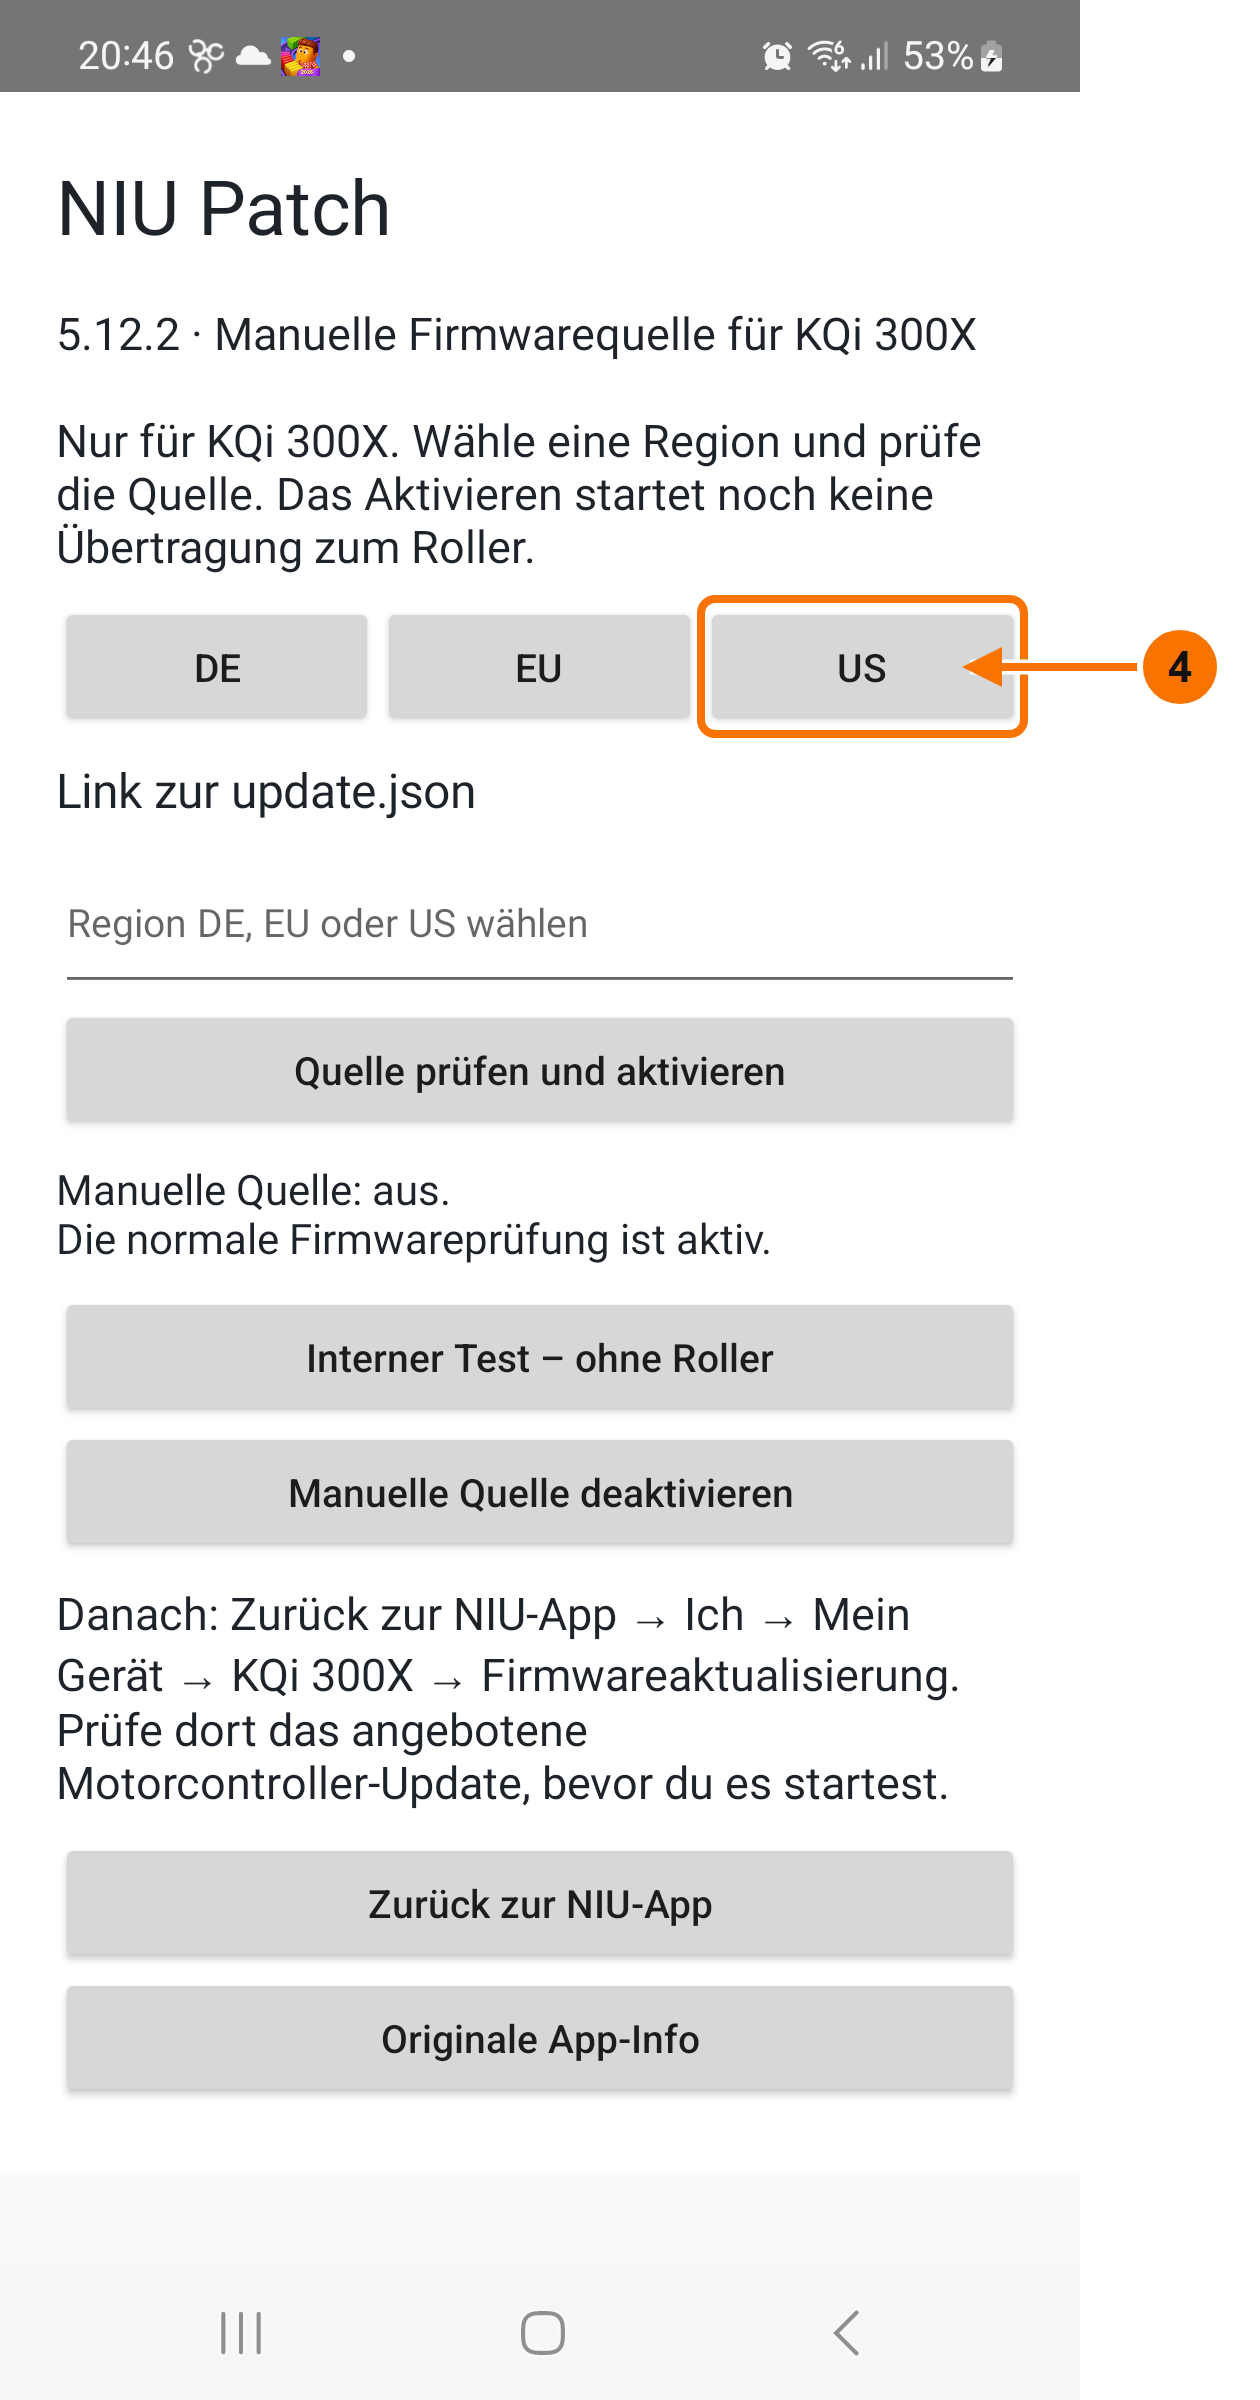 20:46
6
53%
NIU Patch
5.12.2 · Manuelle Firmwarequelle für KQi 300X
Nur für KQi 300X. Wähle eine Region und prüfe
die Quelle. Das Aktivieren startet noch keine
Übertragung zum Roller.
DE
EU
US
4
Link zur update.json
Region DE, EU oder US wählen
Quelle prüfen und aktivieren
Manuelle Quelle: aus.
Die normale Firmwareprüfung ist aktiv.
Interner Test – ohne Roller
Manuelle Quelle deaktivieren
Danach: Zurück zur NIU-App → Ich → Mein
Gerät → KQi 300X → Firmwareaktualisierung.
Prüfe dort das angebotene
Motorcontroller-Update, bevor du es startest.
Zurück zur NIU-App
Originale App-Info